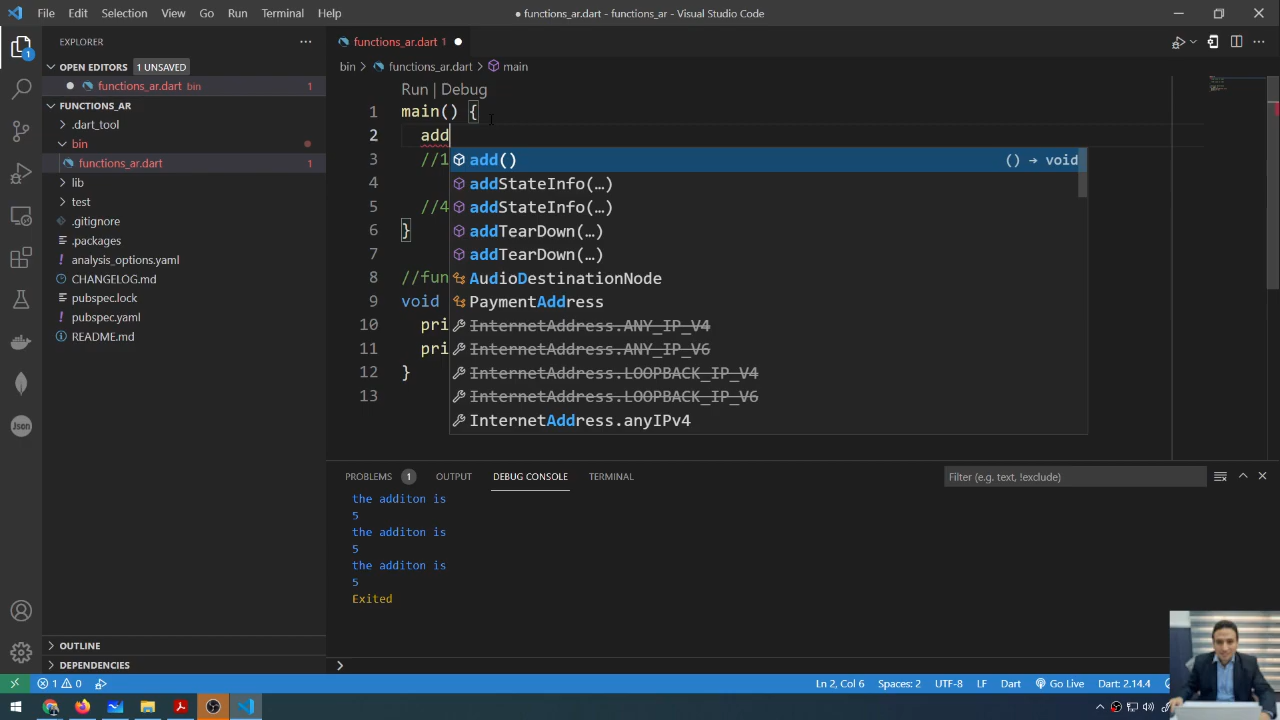 File Edit Selection View Go Run Terminal Help
● functions_ar.dart - functions_ar - Visual Studio Code
EXPLORER
OPEN EDITORS 1 UNSAVED
functions_ar.dart bin 1
FUNCTIONS_AR
.dart_tool
bin
functions_ar.dart 1
lib
test
.gitignore
.packages
analysis_options.yaml
CHANGELOG.md
pubspec.lock
pubspec.yaml
README.md
OUTLINE
DEPENDENCIES
functions_ar.dart 1 ●
bin > functions_ar.dart > main
Run | Debug
1 main() {
2 add
3 //1
4
5 //4
6 }
7
8 //fun
9 void
10 pri
11 pri
12 }
13
add() () → void
addStateInfo(…)
addStateInfo(…)
addTearDown(…)
addTearDown(…)
AudioDestinationNode
PaymentAddress
InternetAddress.ANY_IP_V4
InternetAddress.ANY_IP_V6
InternetAddress.LOOPBACK_IP_V4
InternetAddress.LOOPBACK_IP_V6
InternetAddress.anyIPv4
PROBLEMS 1 OUTPUT DEBUG CONSOLE TERMINAL Filter (e.g. text, !exclude)
the additon is
5
the additon is
5
the additon is
5
Exited
1 0 Ln 2, Col 6 Spaces: 2 UTF-8 LF Dart Go Live Dart: 2.14.4
1
Json